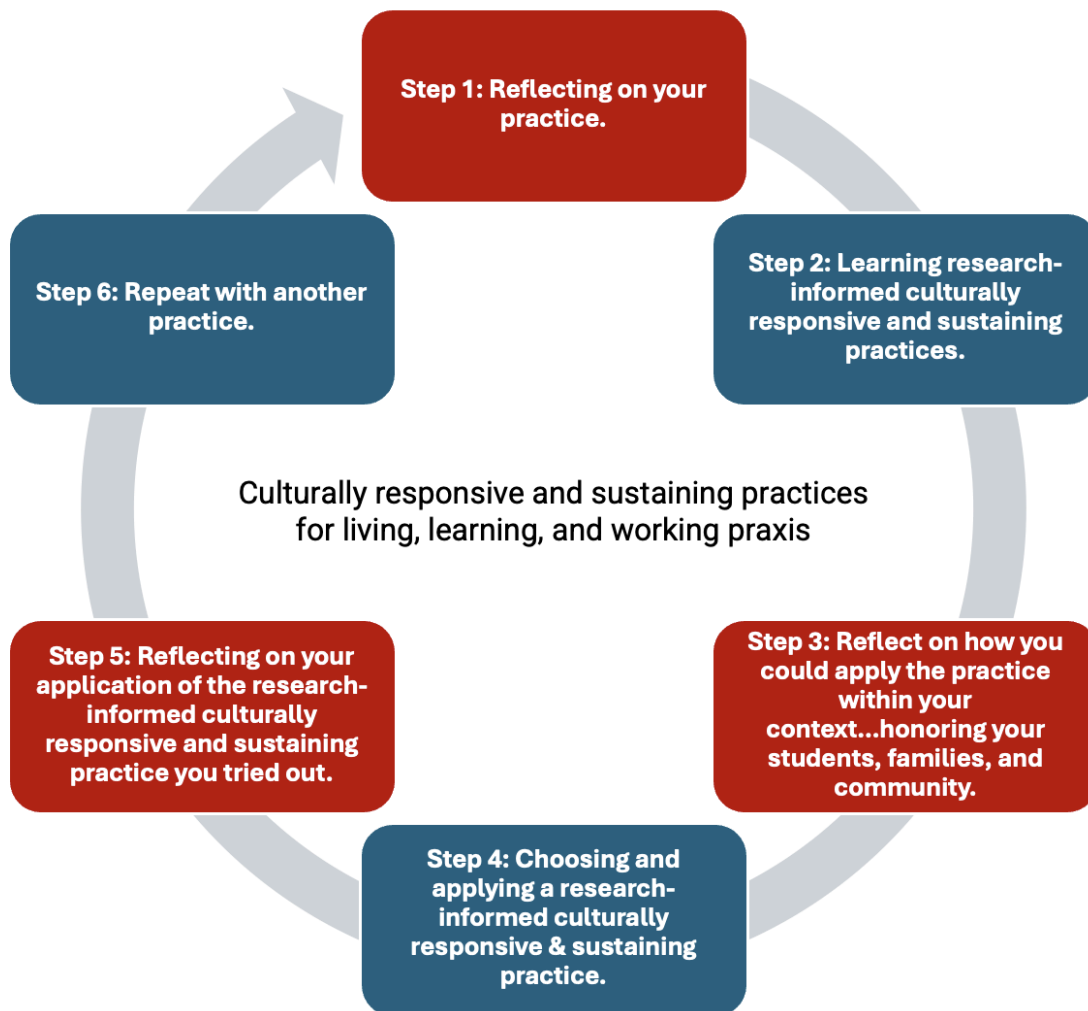 Step 1: Reflecting on your
practice.
Step 2: Learning research-
informed culturally
responsive and sustaining
practices.
Step 3: Reflect on how you
could apply the practice
within your
context...honoring your
students, families, and
community.
Step 4: Choosing and
applying a research-
informed culturally
responsive & sustaining
practice.
Step 5: Reflecting on your
application of the research-
informed culturally
responsive and sustaining
practice you tried out.
Step 6: Repeat with another
practice.
Culturally responsive and sustaining practices
for living, learning, and working praxis